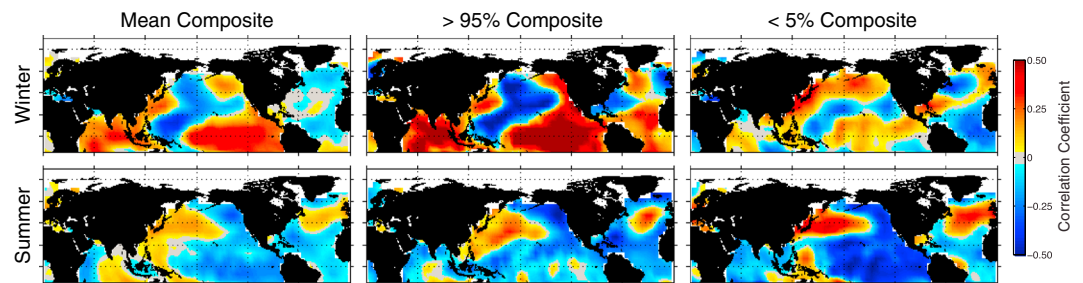 Mean Composite
> 95% Composite
< 5% Composite
Winter
Summer
0.50
0.25
0
-0.25
-0.50
Correlation Coefficient